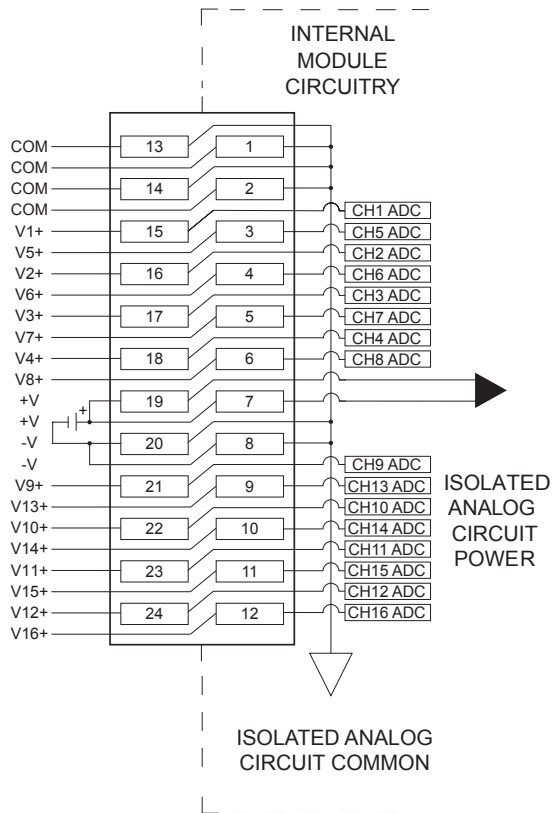 INTERNAL
MODULE
CIRCUITRY
COM 13 1
COM
COM 14 2
COM CH1 ADC
V1+ 15 3 CH5 ADC
V5+ CH2 ADC
V2+ 16 4 CH6 ADC
V6+ CH3 ADC
V3+ 17 5 CH7 ADC
V7+ CH4 ADC
V4+ 18 6 CH8 ADC
V8+
+V 19 7
+
+V
-V 20 8
-V CH9 ADC
V9+ 21 9 CH13 ADC
V13+ CH10 ADC
V10+ 22 10 CH14 ADC
V14+ CH11 ADC
V11+ 23 11 CH15 ADC
V15+ CH12 ADC
V12+ 24 12 CH16 ADC
V16+
ISOLATED
ANALOG
CIRCUIT
POWER
ISOLATED ANALOG
CIRCUIT COMMON